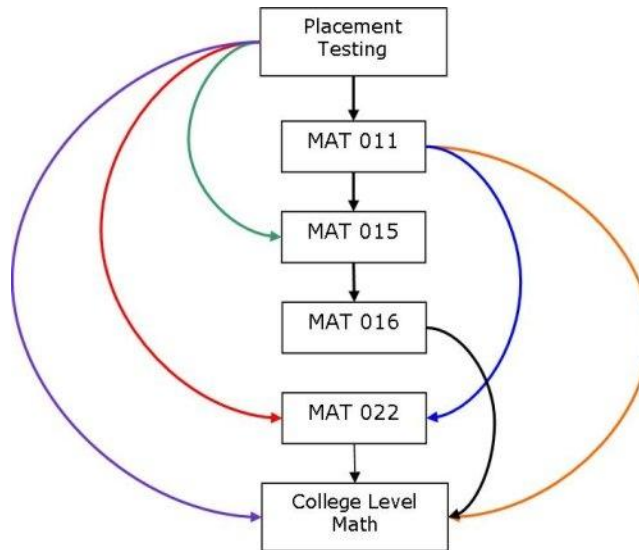 Placement
Testing
MAT 011
MAT 015
MAT 016
MAT 022
College Level
Math